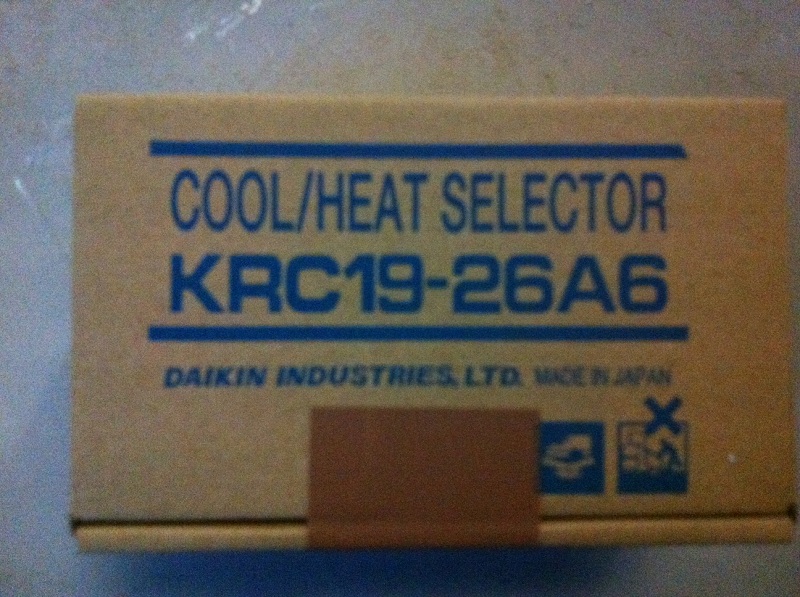 COOL/HEAT SELECTOR
KRC19-26A6
DAIKIN INDUSTRIES, LTD. MADE IN JAPAN